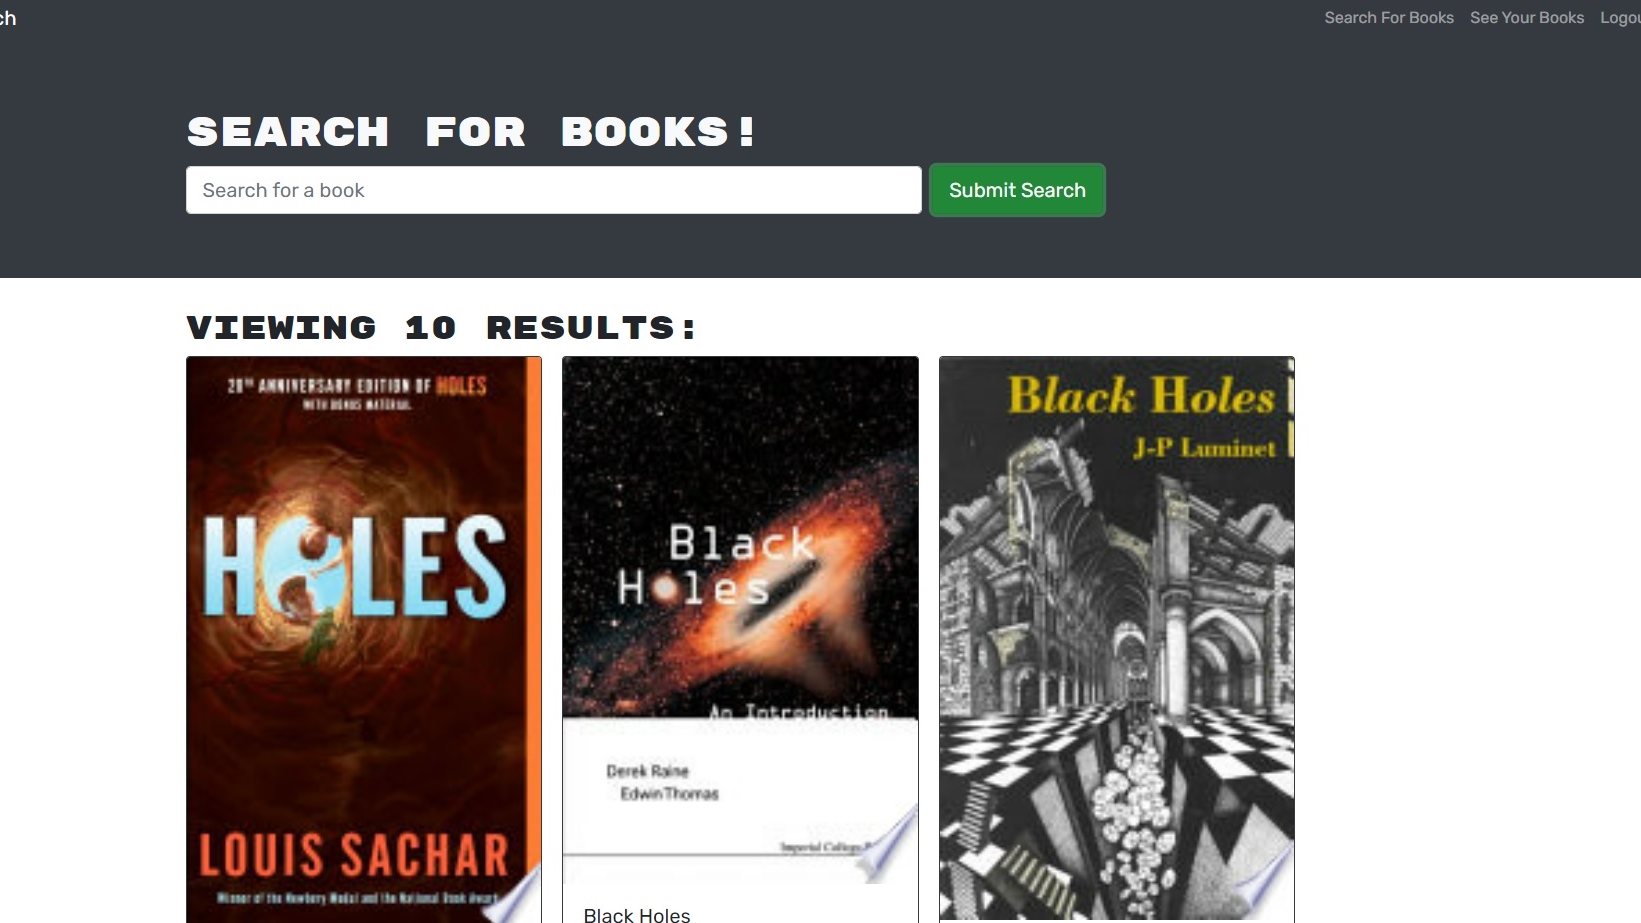 ch
Search For Books See Your Books Logou
SEARCH FOR BOOKS!
Search for a book
Submit Search
VIEWING 10 RESULTS:
20TH ANNIVERSARY EDITION OF HOLES
WITH BONUS MATERIAL
HOLES
LOUIS SACHAR
Winner of the Newbery Medal and the National Book Award
Black
Holes
An Introduction
Derek Raine
Edwin Thomas
Imperial College
Black Holes
Black Holes
J-P Luminet